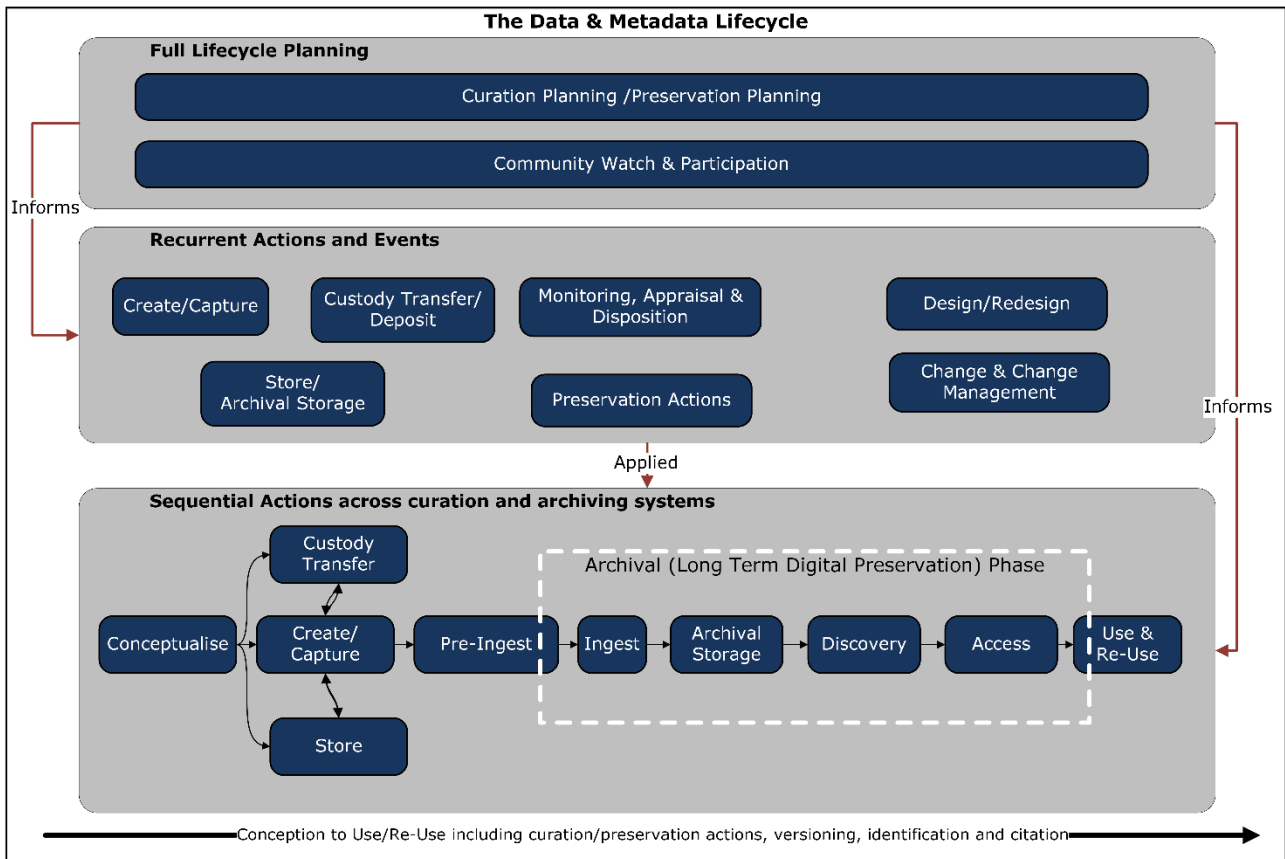 The Data & Metadata Lifecycle
Full Lifecycle Planning
Curation Planning /Preservation Planning
Community Watch & Participation
Informs
Recurrent Actions and Events
Create/Capture
Custody Transfer/
Deposit
Monitoring, Appraisal &
Disposition
Design/Redesign
Store/
Archival Storage
Preservation Actions
Change & Change
Management
Informs
Applied
Sequential Actions across curation and archiving systems
Custody
Transfer
Archival (Long Term Digital Preservation) Phase
Conceptualise
Create/
Capture
Pre-Ingest
Ingest
Archival
Storage
Discovery
Access
Use &
Re-Use
Store
Conception to Use/Re-Use including curation/preservation actions, versioning, identification and citation